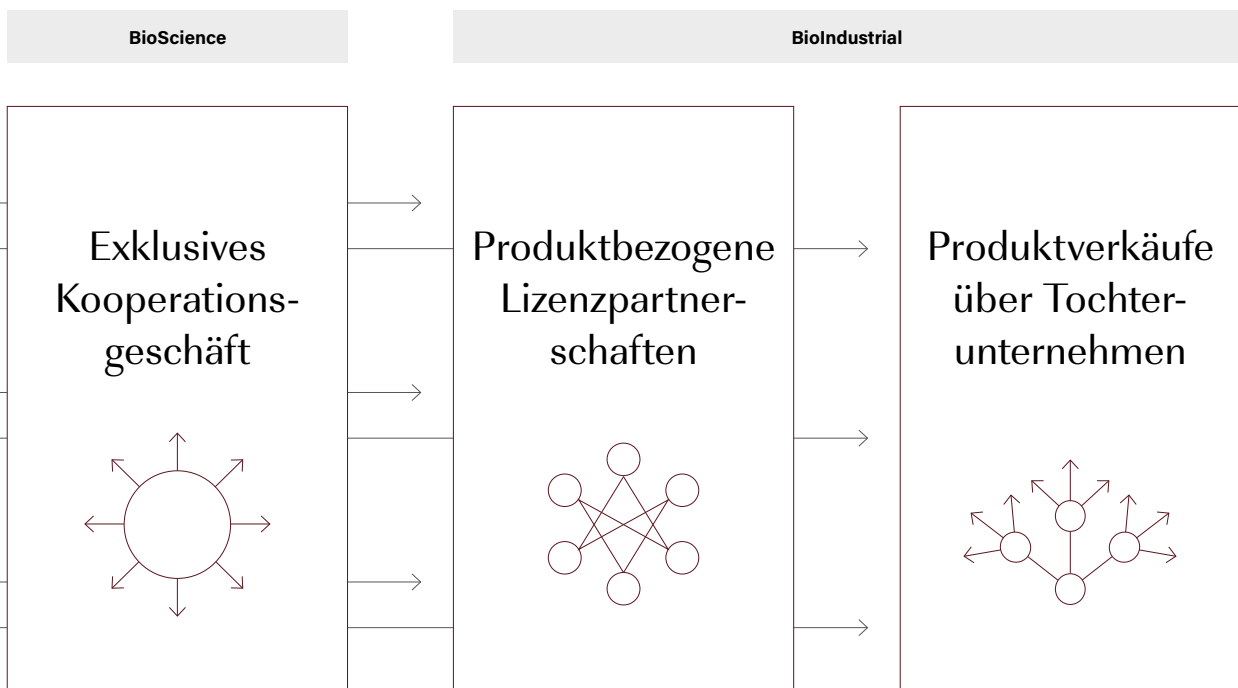 BioScience
BioIndustrial
Exklusives
Kooperations-
geschäft
Produktbezogene
Lizenzpartner-
schaften
Produktverkäufe
über Tochter-
unternehmen